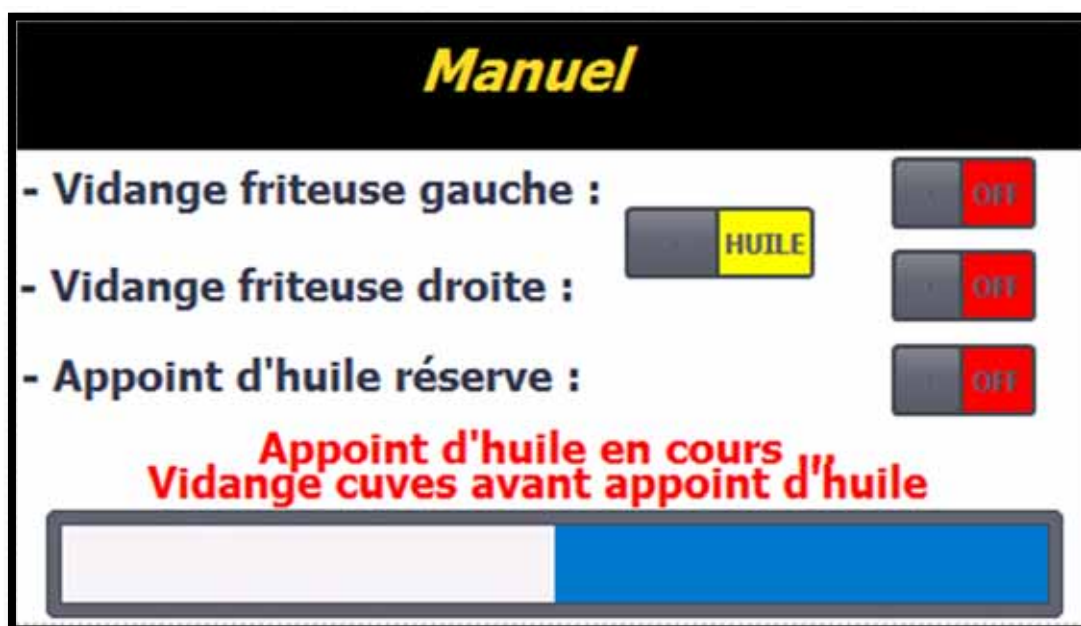 Manuel
- Vidange friteuse gauche :
OFF
HUILE
- Vidange friteuse droite :
OFF
- Appoint d'huile réserve :
OFF
Appoint d'huile en cours ...
Vidange cuves avant appoint d'huile